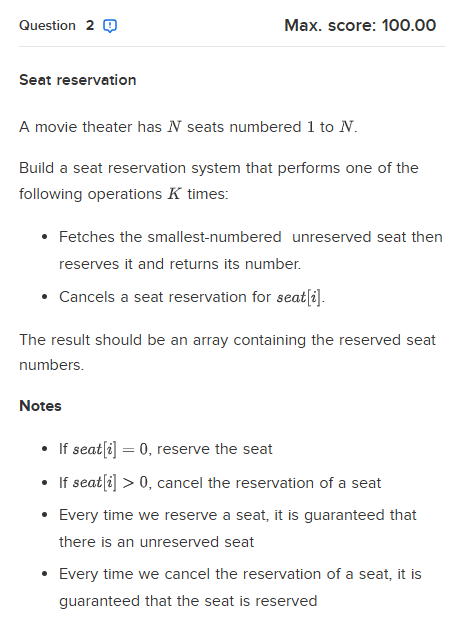 Question 2 Max. score: 100.00
Seat reservation
A movie theater has N seats numbered 1 to N.
Build a seat reservation system that performs one of the
following operations K times:
• Fetches the smallest-numbered unreserved seat then
reserves it and returns its number.
• Cancels a seat reservation for seat[i].
The result should be an array containing the reserved seat
numbers.
Notes
• If seat[i] = 0, reserve the seat
• If seat[i] > 0, cancel the reservation of a seat
• Every time we reserve a seat, it is guaranteed that
there is an unreserved seat
• Every time we cancel the reservation of a seat, it is
guaranteed that the seat is reserved